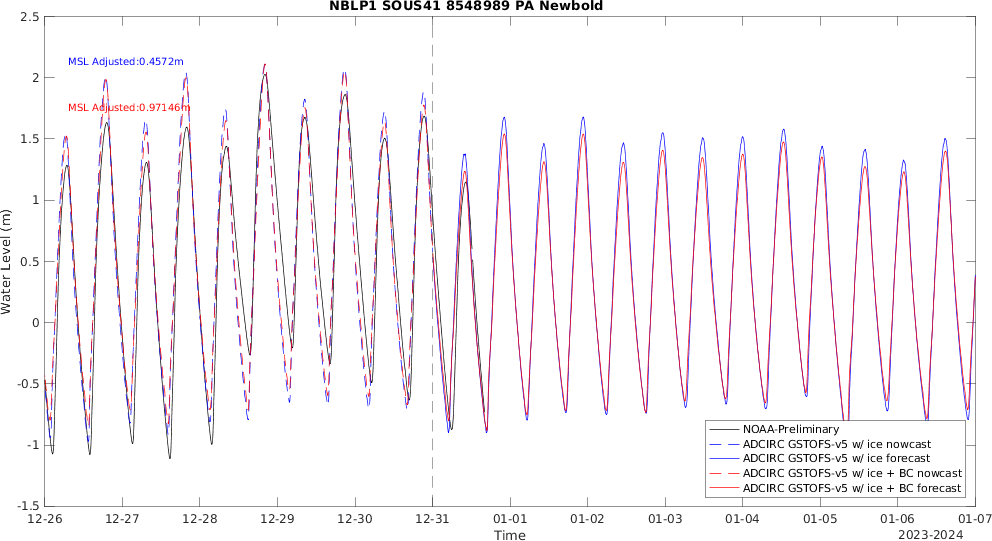 NBLP1 SOUS41 8548989 PA Newbold
2.5
MSL Adjusted:0.4572m
2
MSL Adjusted:0.97146m
1.5
1
Water Level (m)
0.5
0
-0.5
-1
-1.5
NOAA-Preliminary
ADCIRC GSTOFS-v5 w/ ice nowcast
ADCIRC GSTOFS-v5 w/ ice forecast
ADCIRC GSTOFS-v5 w/ ice + BC nowcast
ADCIRC GSTOFS-v5 w/ ice + BC forecast
12-26 12-27 12-28 12-29 12-30 12-31 01-01 01-02 01-03 01-04 01-05 01-06 01-07
Time
2023-2024